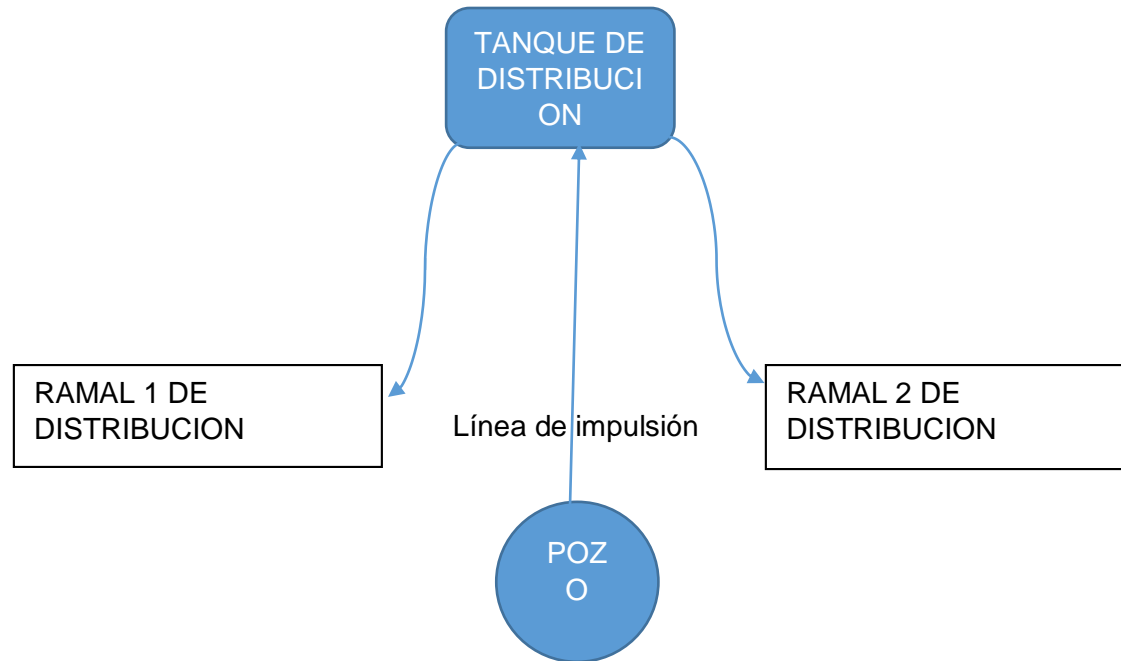 TANQUE DE
DISTRIBUCI
ON
RAMAL 1 DE
DISTRIBUCION
Línea de impulsión
RAMAL 2 DE
DISTRIBUCION
POZ
O